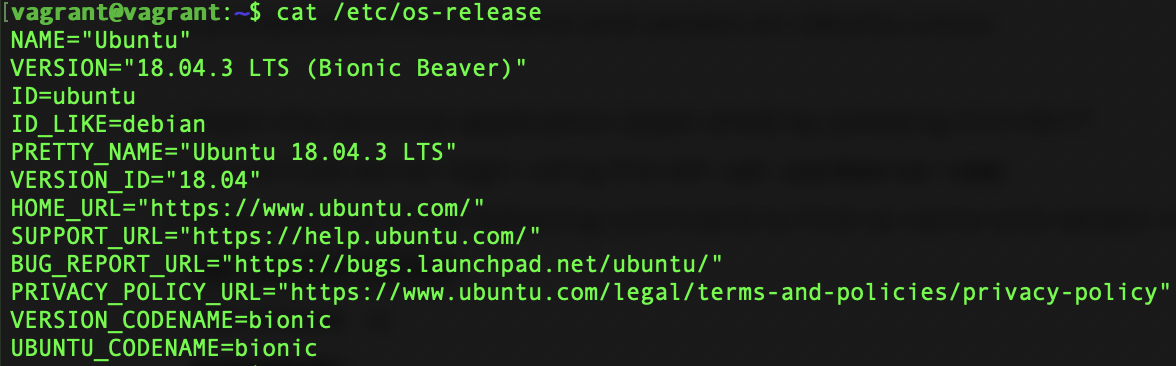 [vagrant@vagrant:~$ cat /etc/os-release
NAME="Ubuntu"
VERSION="18.04.3 LTS (Bionic Beaver)"
ID=ubuntu
ID_LIKE=debian
PRETTY_NAME="Ubuntu 18.04.3 LTS"
VERSION_ID="18.04"
HOME_URL="https://www.ubuntu.com/"
SUPPORT_URL="https://help.ubuntu.com/"
BUG_REPORT_URL="https://bugs.launchpad.net/ubuntu/"
PRIVACY_POLICY_URL="https://www.ubuntu.com/legal/terms-and-policies/privacy-policy"
VERSION_CODENAME=bionic
UBUNTU_CODENAME=bionic